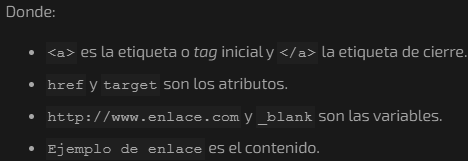 Donde:
<a> es la etiqueta o tag inicial y </a> la etiqueta de cierre.
href y target son los atributos.
http://www.enlace.com y _blank son las variables.
Ejemplo de enlace es el contenido.